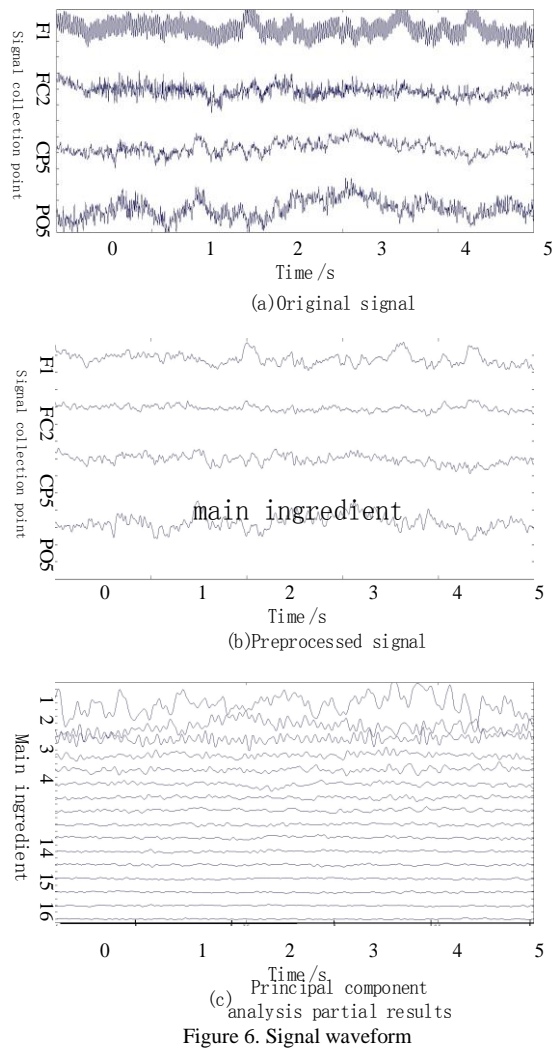 Signal collection point
F1
FC2
CP5
PO5
0 1 2 3 4 5
Time/s
(a)Original signal
Signal collection point
F1
FC2
CP5
PO5
main ingredient
0 1 2 3 4 5
Time/s
(b)Preprocessed signal
Main ingredient
1
2
3
4
14
15
16
0 1 2 3 4 5
Time/s
(c) Principal component
analysis partial results
Figure 6. Signal waveform